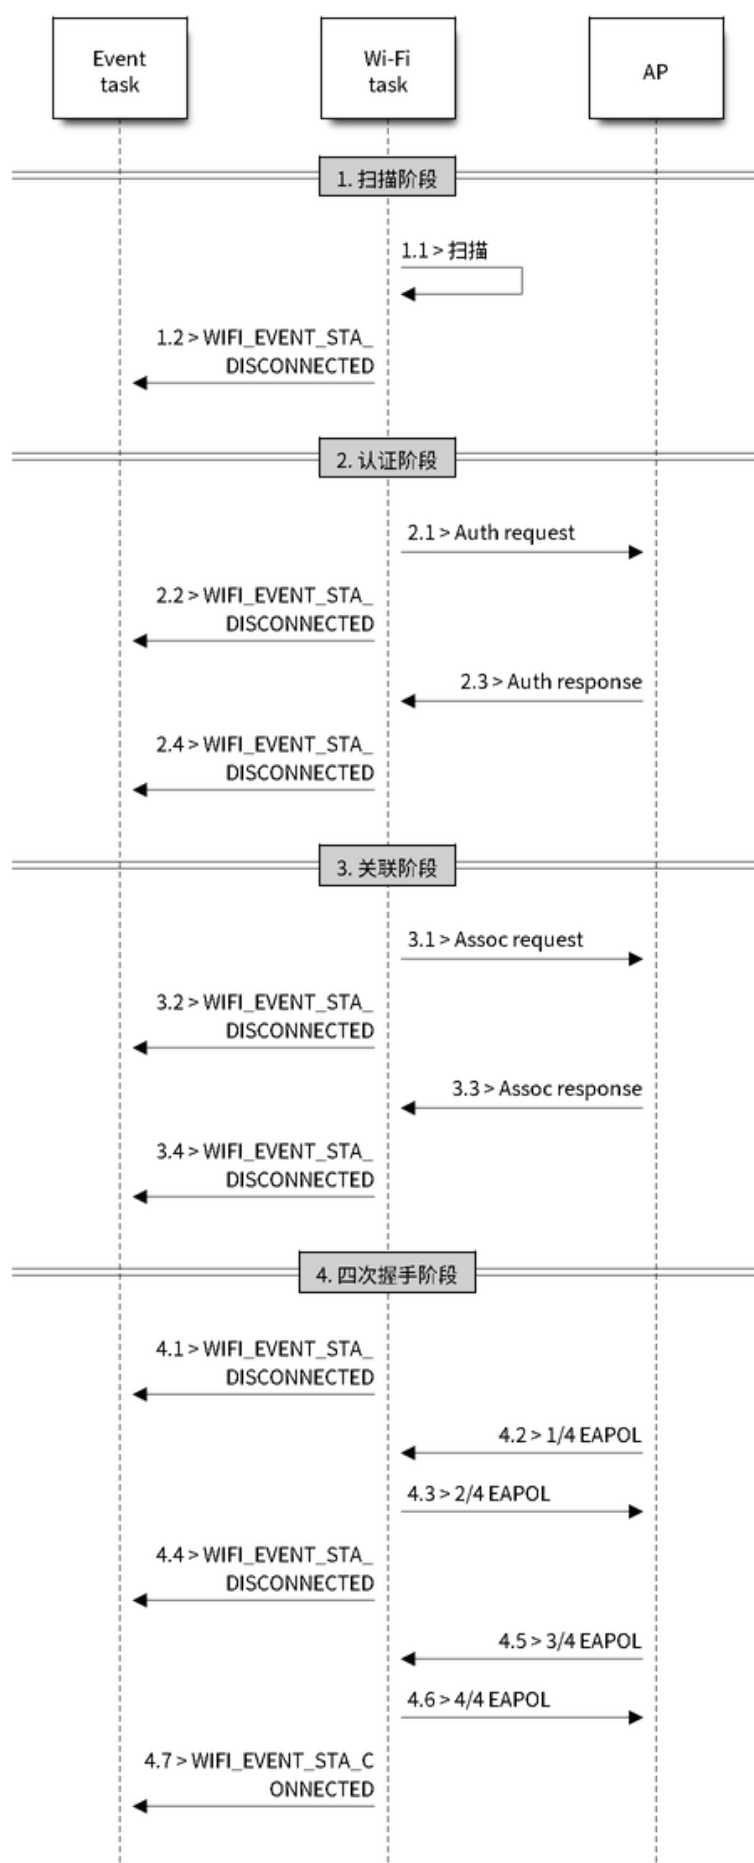 Event
task
Wi-Fi
task
AP
1. 扫描阶段
1.1 > 扫描
1.2 > WIFI_EVENT_STA_
DISCONNECTED
2. 认证阶段
2.1 > Auth request
2.2 > WIFI_EVENT_STA_
DISCONNECTED
2.3 > Auth response
2.4 > WIFI_EVENT_STA_
DISCONNECTED
3. 关联阶段
3.1 > Assoc request
3.2 > WIFI_EVENT_STA_
DISCONNECTED
3.3 > Assoc response
3.4 > WIFI_EVENT_STA_
DISCONNECTED
4. 四次握手阶段
4.1 > WIFI_EVENT_STA_
DISCONNECTED
4.2 > 1/4 EAPOL
4.3 > 2/4 EAPOL
4.4 > WIFI_EVENT_STA_
DISCONNECTED
4.5 > 3/4 EAPOL
4.6 > 4/4 EAPOL
4.7 > WIFI_EVENT_STA_C
ONNECTED